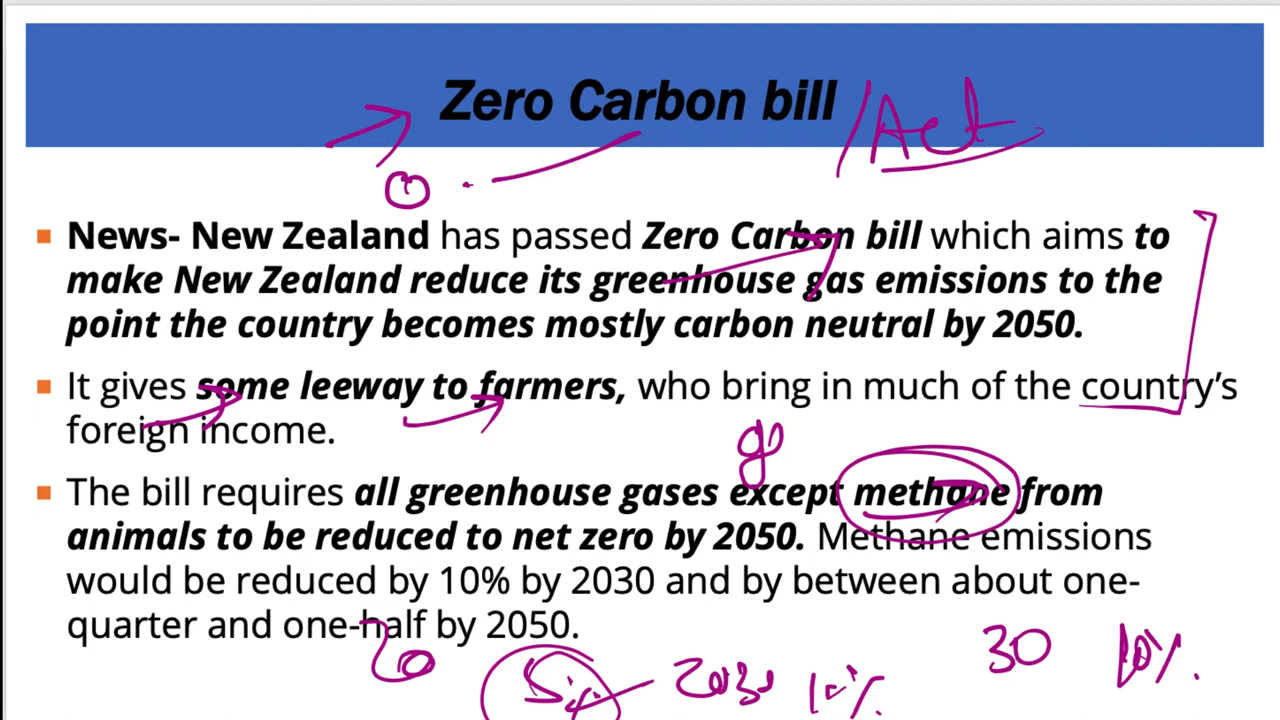 Zero Carbon bill /Act
News- New Zealand has passed Zero Carbon bill which aims to
make New Zealand reduce its greenhouse gas emissions to the
point the country becomes mostly carbon neutral by 2050.
It gives some leeway to farmers, who bring in much of the country's
foreign income.
The bill requires all greenhouse gases except methane from
animals to be reduced to net zero by 2050. Methane emissions
would be reduced by 10% by 2030 and by between about one-
quarter and one-half by 2050.
30 10%.
2030 10%.